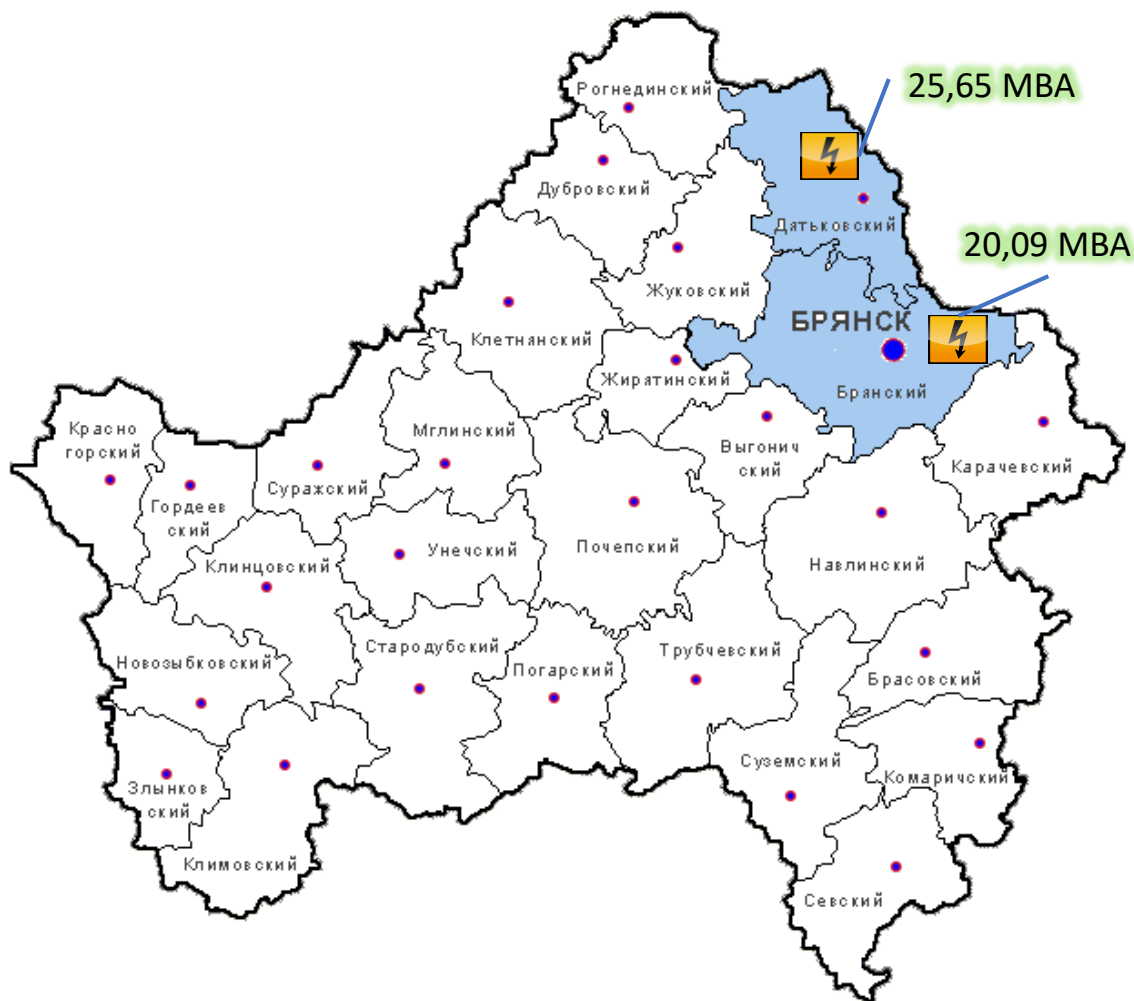 Рогнединский
25,65 МВА
Дубровский
Дятьковский
20,09 МВА
Жуковский
БРЯНСК
Клетнянский
Жирятинский
Брянский
Красно
горский
Мглинский
Выгонич
ский
Карачевский
Суражский
Гордеев
ский
Унечский
Почепский
Клинцовский
Навлинский
Стародубский
Трубчевский
Новозыбковский
Погарский
Брасовский
Суземский
Комаричский
Злынков
ский
Климовский
Севский